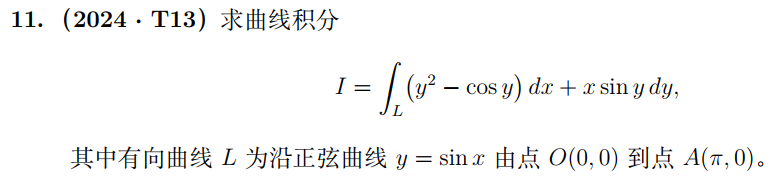 11. (2024 · T13) 求曲线积分
I = ∫_L (y² − cos y) dx + x sin y dy,
其中有向曲线 L 为沿正弦曲线 y = sin x 由点 O(0, 0) 到点 A(π, 0)。